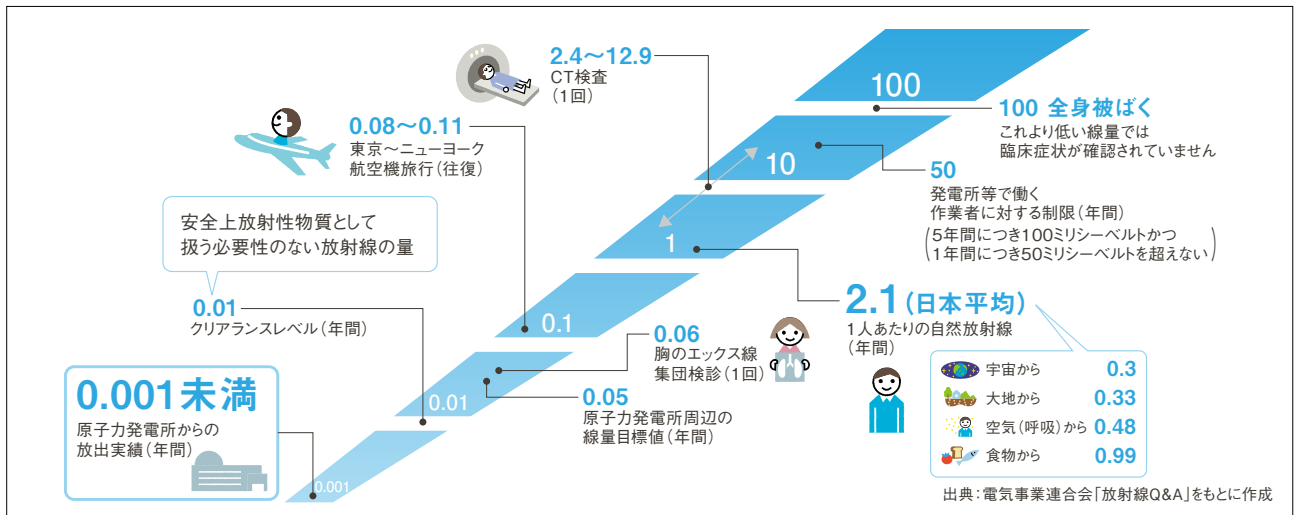 100
10
1
0.1
0.01
0.001
2.4〜12.9
CT検査
（1回）
0.08〜0.11
東京〜ニューヨーク
航空機旅行（往復）
安全上放射性物質として
扱う必要性のない放射線の量
0.01
クリアランスレベル（年間）
0.001未満
原子力発電所からの
放出実績（年間）
100 全身被ばく
これより低い線量では
臨床症状が確認されていません
50
発電所等で働く
作業者に対する制限（年間）
（5年間につき100ミリシーベルトかつ
1年間につき50ミリシーベルトを超えない）
2.1（日本平均）
1人あたりの自然放射線
（年間）
宇宙から 0.3
大地から 0.33
空気（呼吸）から 0.48
食物から 0.99
0.06
胸のエックス線
集団検診（1回）
0.05
原子力発電所周辺の
線量目標値（年間）
出典：電気事業連合会「放射線Q&A」をもとに作成